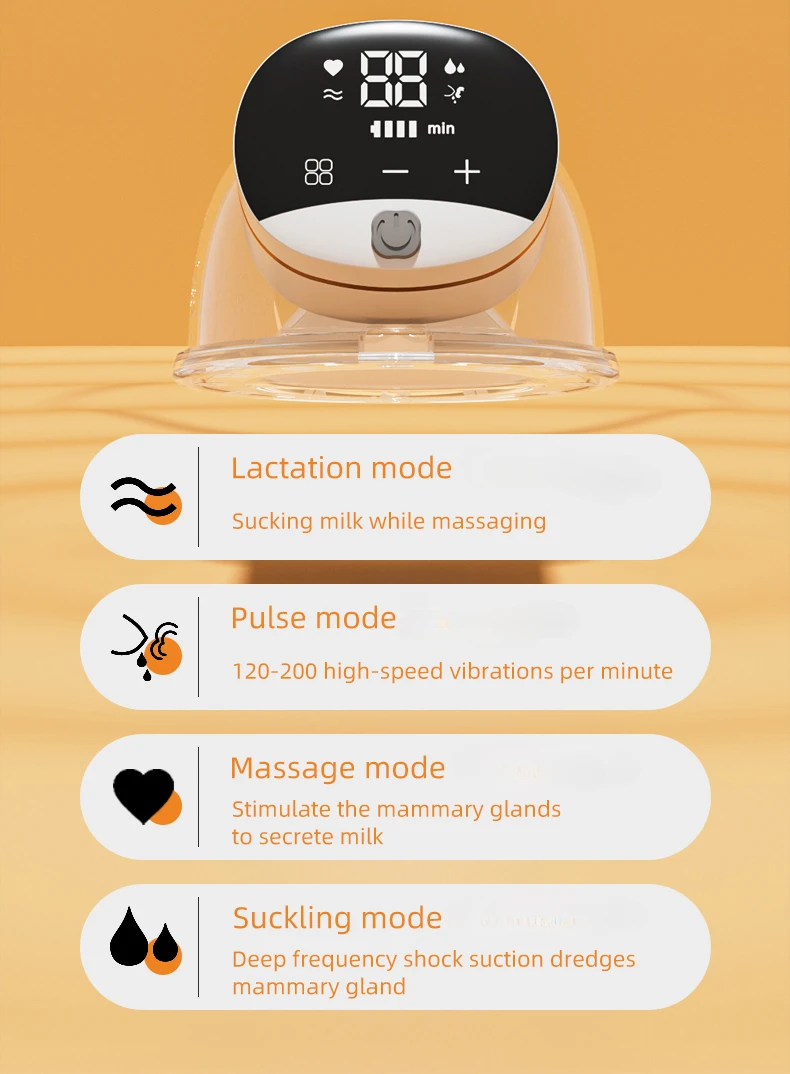 88
min
Lactation mode
Sucking milk while massaging
Pulse mode
120-200 high-speed vibrations per minute
Massage mode
Stimulate the mammary glands
to secrete milk
Suckling mode
Deep frequency shock suction dredges
mammary gland